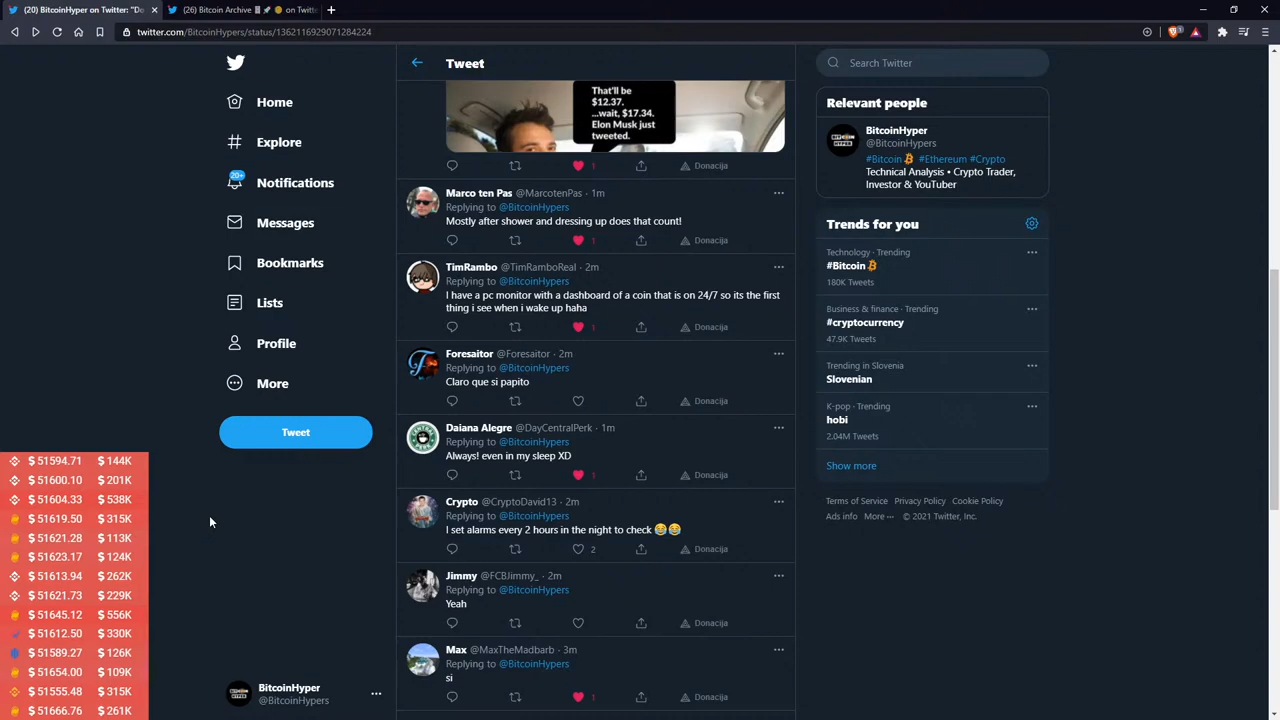 (20) BitcoinHyper on Twitter: "Do
(26) Bitcoin Archive on Twitt
twitter.com/BitcoinHypers/status/1362116929071284224
1
Home
Explore
20+
Notifications
Messages
Bookmarks
Lists
Profile
More
Tweet
BitcoinHyper
@BitcoinHypers
$ 51594.71 $ 144K
$ 51600.10 $ 201K
$ 51604.33 $ 538K
$ 51619.50 $ 315K
$ 51621.28 $ 113K
$ 51623.17 $ 124K
$ 51613.94 $ 262K
$ 51621.73 $ 229K
$ 51645.12 $ 556K
$ 51612.50 $ 330K
$ 51589.27 $ 126K
$ 51654.00 $ 109K
$ 51555.48 $ 315K
$ 51666.76 $ 261K
Tweet
That'll be
$12.37.
...wait, $17.34.
Elon Musk just
tweeted.
1 Donacija
Marco ten Pas @MarcotenPas · 1m
Replying to @BitcoinHypers
Mostly after shower and dressing up does that count!
1 Donacija
TimRambo @TimRamboReal · 2m
Replying to @BitcoinHypers
I have a pc monitor with a dashboard of a coin that is on 24/7 so its the first
thing i see when i wake up haha
1 Donacija
Foresaitor @Foresaitor · 2m
Replying to @BitcoinHypers
Claro que si papito
Donacija
Daiana Alegre @DayCentralPerk · 1m
Replying to @BitcoinHypers
Always! even in my sleep XD
1 Donacija
Crypto @CryptoDavid13 · 2m
Replying to @BitcoinHypers
I set alarms every 2 hours in the night to check 😂😂
2 Donacija
Jimmy @FCBJimmy_ · 2m
Replying to @BitcoinHypers
Yeah
Donacija
Max @MaxTheMadbarb · 3m
Replying to @BitcoinHypers
si
1 Donacija
Search Twitter
Relevant people
BITCOIN
HYPER
BitcoinHyper
@BitcoinHypers
#Bitcoin #Ethereum #Crypto
Technical Analysis • Crypto Trader,
Investor & YouTuber
Trends for you
Technology · Trending
#Bitcoin
180K Tweets
Business & finance · Trending
#cryptocurrency
47.9K Tweets
Trending in Slovenia
Slovenian
K-pop · Trending
hobi
2.04M Tweets
Show more
Terms of Service Privacy Policy Cookie Policy
Ads info More ··· © 2021 Twitter, Inc.